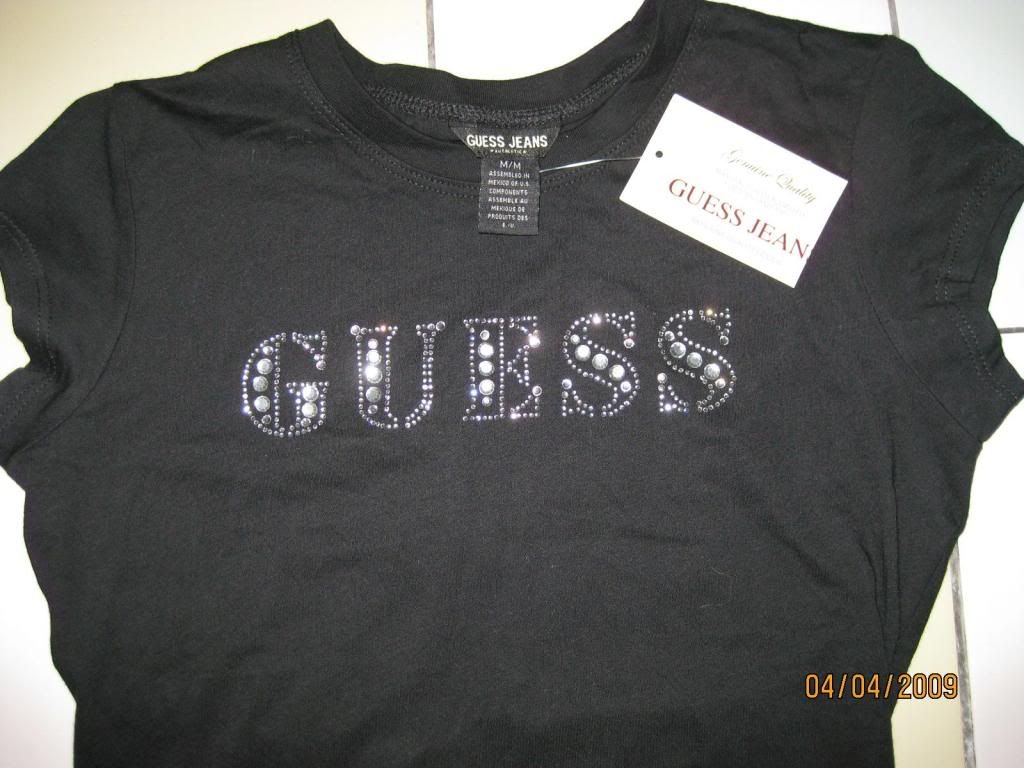 GUESS JEANS
M/M
ASSEMBLED IN
MEXICO OF U.S.
COMPONENTS
ASSEMBLE AU
MEXIQUE DE
PRODUITS DES
Genuine Quality
GUESS JEAN
GUESS
04/04/2009